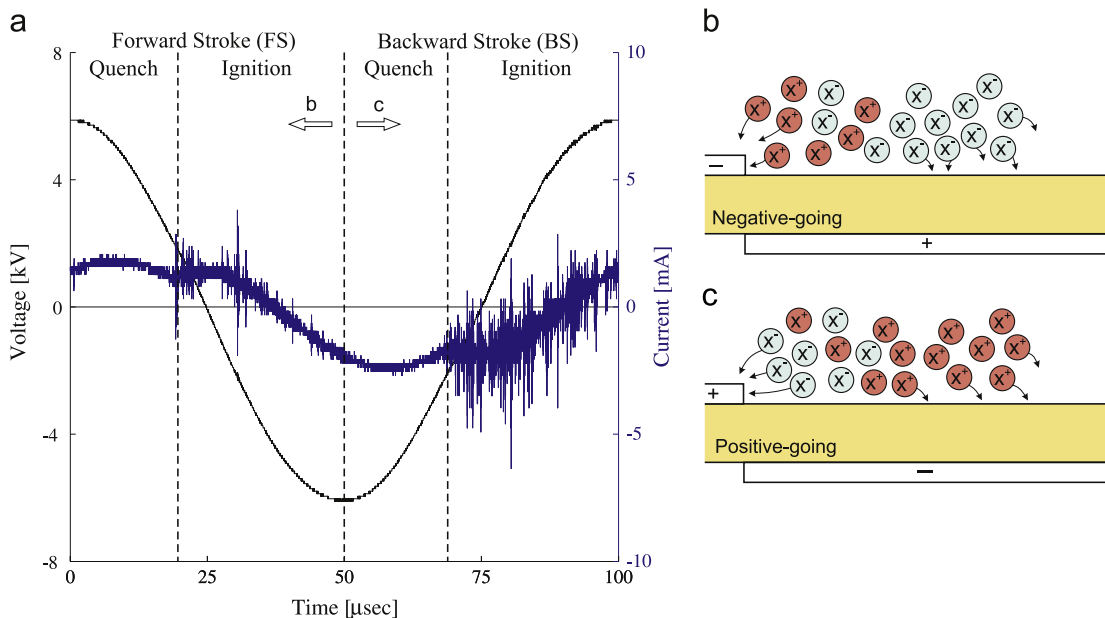 a
Forward Stroke (FS)
Backward Stroke (BS)
Quench
Ignition
Quench
Ignition
b
c
8
4
0
-4
-8
Voltage [kV]
10
5
0
-5
-10
Current [mA]
0
25
50
75
100
Time [μsec]
b
X⁺ X⁺ X⁻ X⁺ X⁻ X⁻ X⁻ X⁻
X⁺ X⁻ X⁺ X⁻ X⁻ X⁻
X⁺ X⁺ X⁻ X⁻ X⁻ X⁻ X⁻
−
Negative-going
+
c
X⁺ X⁻ X⁺ X⁺ X⁺
X⁻ X⁻ X⁺ X⁻ X⁺ X⁺ X⁺ X⁺
X⁻ X⁻ X⁺ X⁺ X⁺ X⁺
+
Positive-going
−